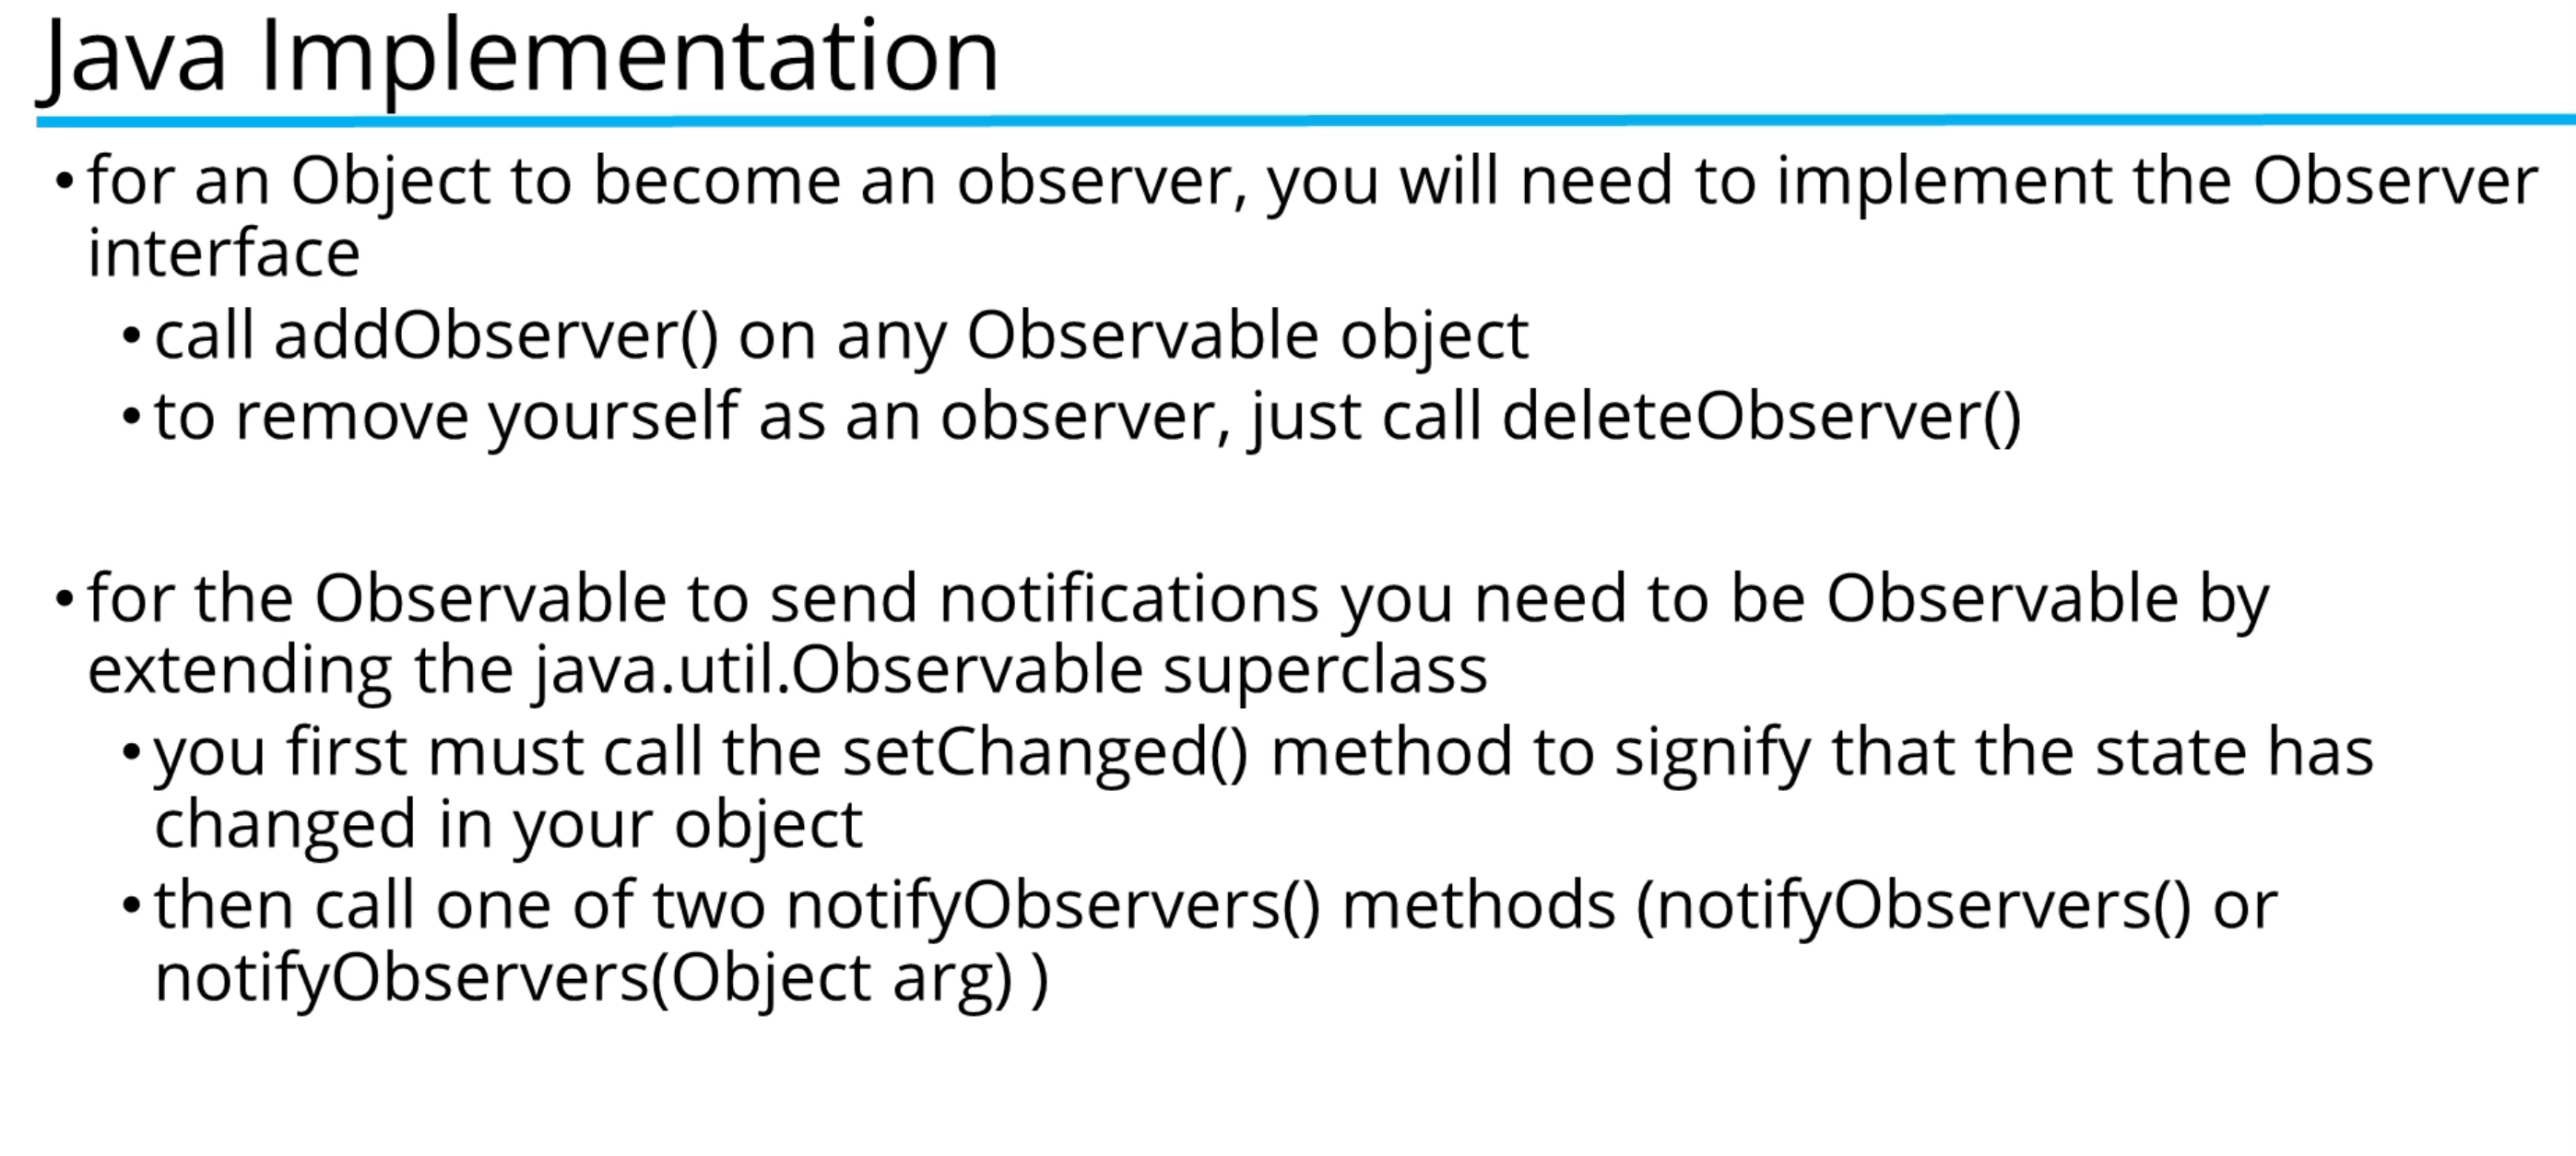 Java Implementation
•for an Object to become an observer, you will need to implement the Observer
interface
•call addObserver() on any Observable object
•to remove yourself as an observer, just call deleteObserver()
•for the Observable to send notifications you need to be Observable by
extending the java.util.Observable superclass
•you first must call the setChanged() method to signify that the state has
changed in your object
•then call one of two notifyObservers() methods (notifyObservers() or
notifyObservers(Object arg) )